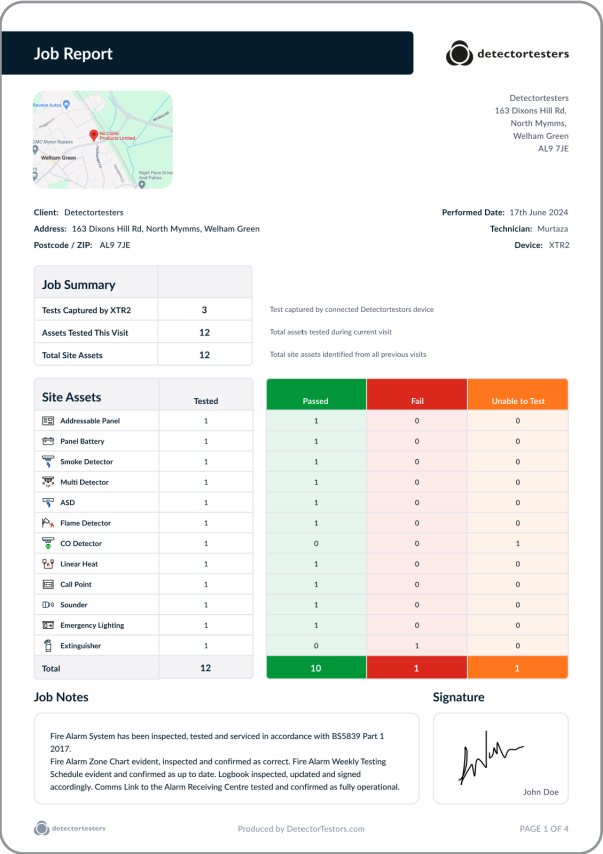 Job Report
detectortesters
Reverie Autos
No Climb
Products Limited
GMC Motor Repairs
Welham Green
Right Pave Drive
And Patios
Detectortesters
163 Dixons Hill Rd,
North Mymms,
Welham Green
AL9 7JE
Client: Detectortesters
Address: 163 Dixons Hill Rd, North Mymms, Welham Green
Postcode / ZIP: AL9 7JE
Performed Date: 17th June 2024
Technician: Murtaza
Device: XTR2
Job Summary
Tests Captured by XTR2 3 Test captured by connected Detectortestors device
Assets Tested This Visit 12 Total assets tested during current visit
Total Site Assets 12 Total site assets identified from all previous visits
Site Assets Tested Passed Fail Unable to Test
Addressable Panel 1 1 0 0
Panel Battery 1 1 0 0
Smoke Detector 1 1 0 0
Multi Detector 1 1 0 0
ASD 1 1 0 0
Flame Detector 1 1 0 0
CO Detector 1 0 0 1
Linear Heat 1 1 0 0
Call Point 1 1 0 0
Sounder 1 1 0 0
Emergency Lighting 1 1 0 0
Extinguisher 1 0 1 0
Total 12 10 1 1
Job Notes
Fire Alarm System has been inspected, tested and serviced in accordance with BS5839 Part 1
2017.
Fire Alarm Zone Chart evident, inspected and confirmed as correct. Fire Alarm Weekly Testing
Schedule evident and confirmed as up to date. Logbook inspected, updated and signed
accordingly. Comms Link to the Alarm Receiving Centre tested and confirmed as fully operational.
Signature
John Doe
detectortesters
Produced by DetectorTestors.com
PAGE 1 OF 4